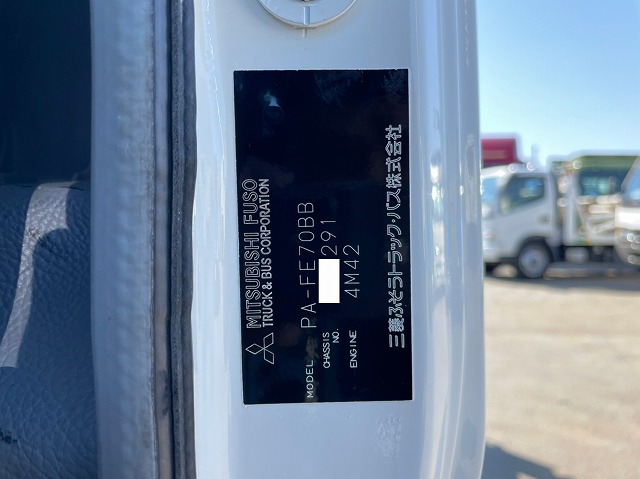 MITSUBISHI FUSO
TRUCK & BUS CORPORATION
MODEL PA-FE70BB
CHASSIS NO. 291
ENGINE 4M42
三菱ふそうトラック・バス株式会社